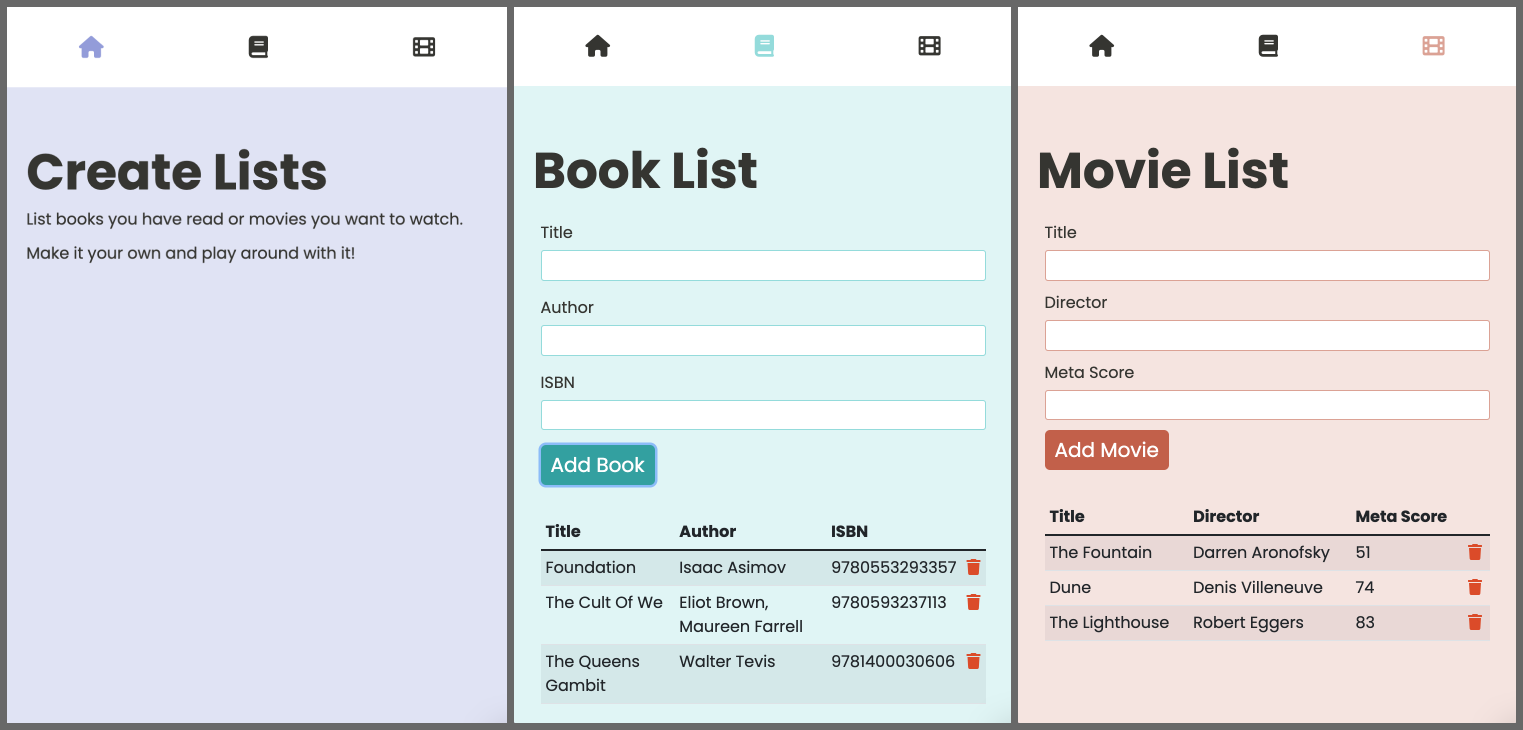 Create Lists
List books you have read or movies you want to watch.
Make it your own and play around with it!
Book List
Title
Author
ISBN
Add Book
Title Author ISBN
Foundation Isaac Asimov 9780553293357
The Cult Of We Eliot Brown, 9780593237113
Maureen Farrell
The Queens Walter Tevis 9781400030606
Gambit
Movie List
Title
Director
Meta Score
Add Movie
Title Director Meta Score
The Fountain Darren Aronofsky 51
Dune Denis Villeneuve 74
The Lighthouse Robert Eggers 83